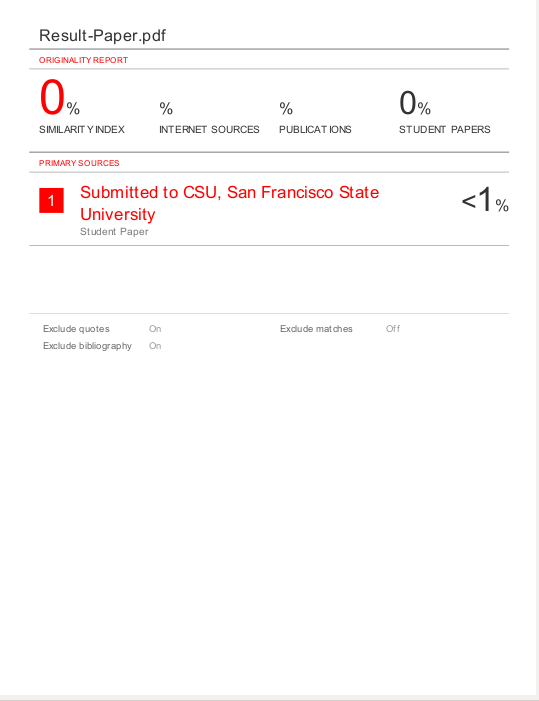 Result-Paper.pdf
ORIGINALITY REPORT
0% % % 0%
SIMILARITY INDEX INTERNET SOURCES PUBLICATIONS STUDENT PAPERS
PRIMARY SOURCES
1 Submitted to CSU, San Francisco State <1%
University
Student Paper
Exclude quotes On Exclude matches Off
Exclude bibliography On